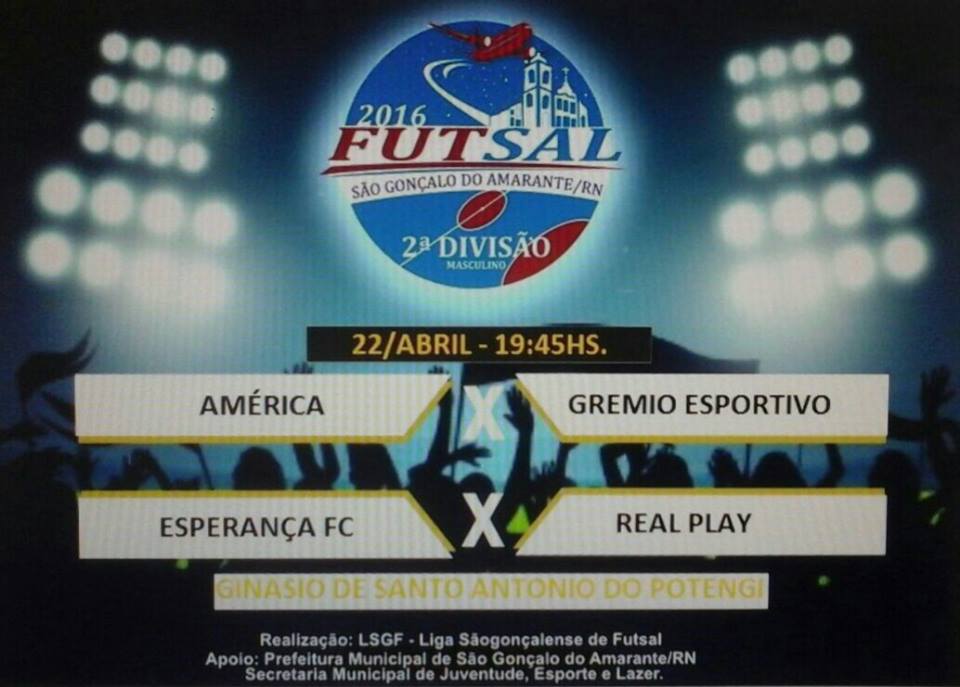 2016
FUTSAL
SÃO GONÇALO DO AMARANTE/RN
2ª DIVISÃO
MASCULINO
22/ABRIL - 19:45HS.
AMÉRICA X GREMIO ESPORTIVO
ESPERANÇA FC X REAL PLAY
GINASIO DE SANTO ANTONIO DO POTENGI
Realização: LSGF - Liga Sãogonçalense de Futsal
Apoio: Prefeitura Municipal de São Gonçalo do Amarante/RN
Secretaria Municipal de Juventude, Esporte e Lazer.